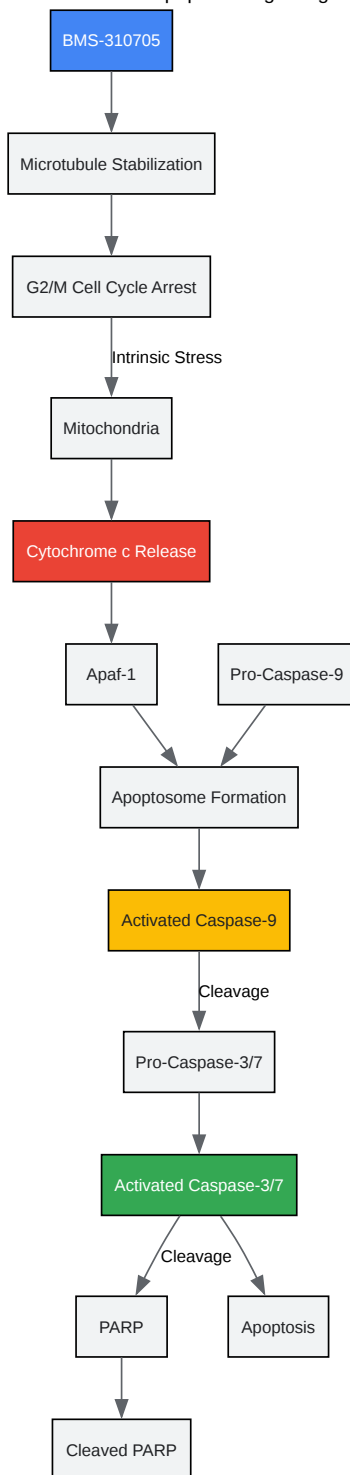 BMS-310705
Microtubule Stabilization
G2/M Cell Cycle Arrest
Intrinsic Stress
Mitochondria
Cytochrome c Release
Apaf-1
Pro-Caspase-9
Apoptosome Formation
Activated Caspase-9
Cleavage
Pro-Caspase-3/7
Activated Caspase-3/7
Cleavage
PARP
Apoptosis
Cleaved PARP